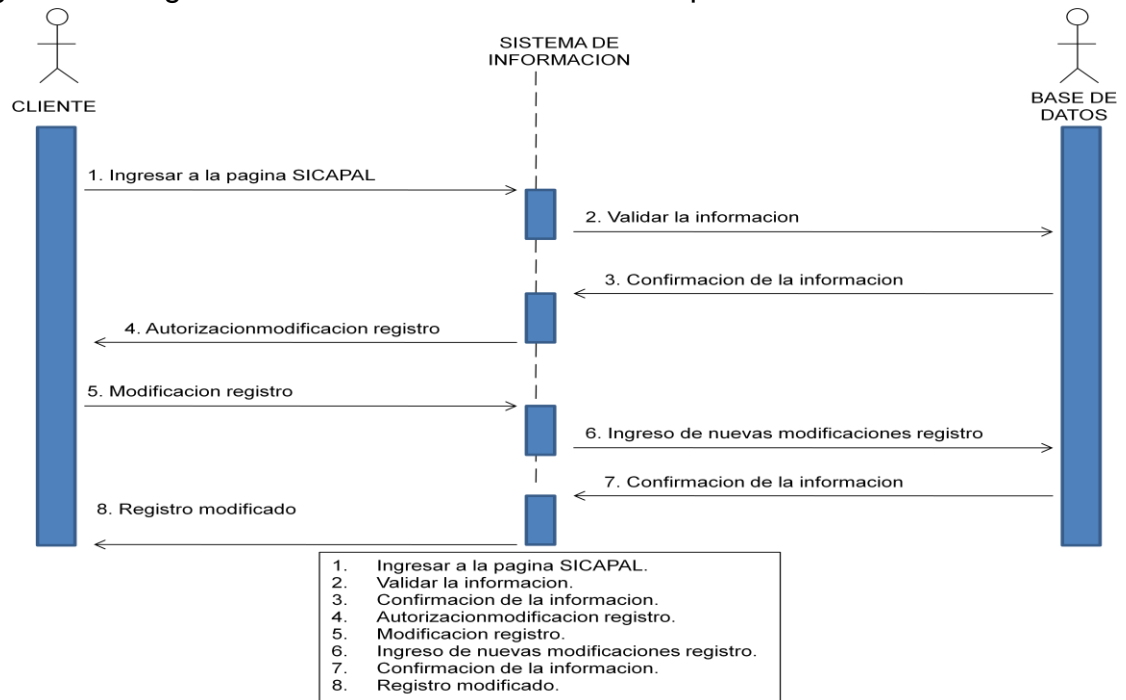 CLIENTE
SISTEMA DE
INFORMACION
BASE DE
DATOS
1. Ingresar a la pagina SICAPAL
2. Validar la informacion
3. Confirmacion de la informacion
4. Autorizacionmodificacion registro
5. Modificacion registro
6. Ingreso de nuevas modificaciones registro
7. Confirmacion de la informacion
8. Registro modificado
1. Ingresar a la pagina SICAPAL.
2. Validar la informacion.
3. Confirmacion de la informacion.
4. Autorizacionmodificacion registro.
5. Modificacion registro.
6. Ingreso de nuevas modificaciones registro.
7. Confirmacion de la informacion.
8. Registro modificado.